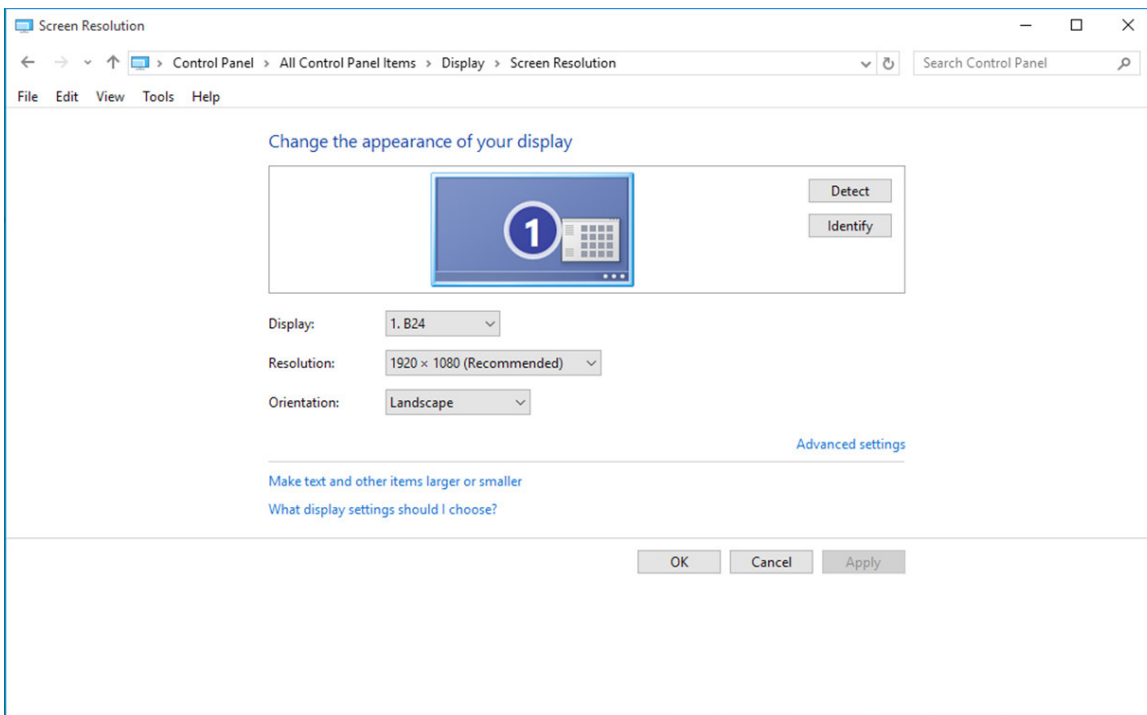 Screen Resolution
Control Panel > All Control Panel Items > Display > Screen Resolution
Search Control Panel
File Edit View Tools Help
Change the appearance of your display
1
Detect
Identify
Display: 1. B24
Resolution: 1920 × 1080 (Recommended)
Orientation: Landscape
Advanced settings
Make text and other items larger or smaller
What display settings should I choose?
OK Cancel Apply